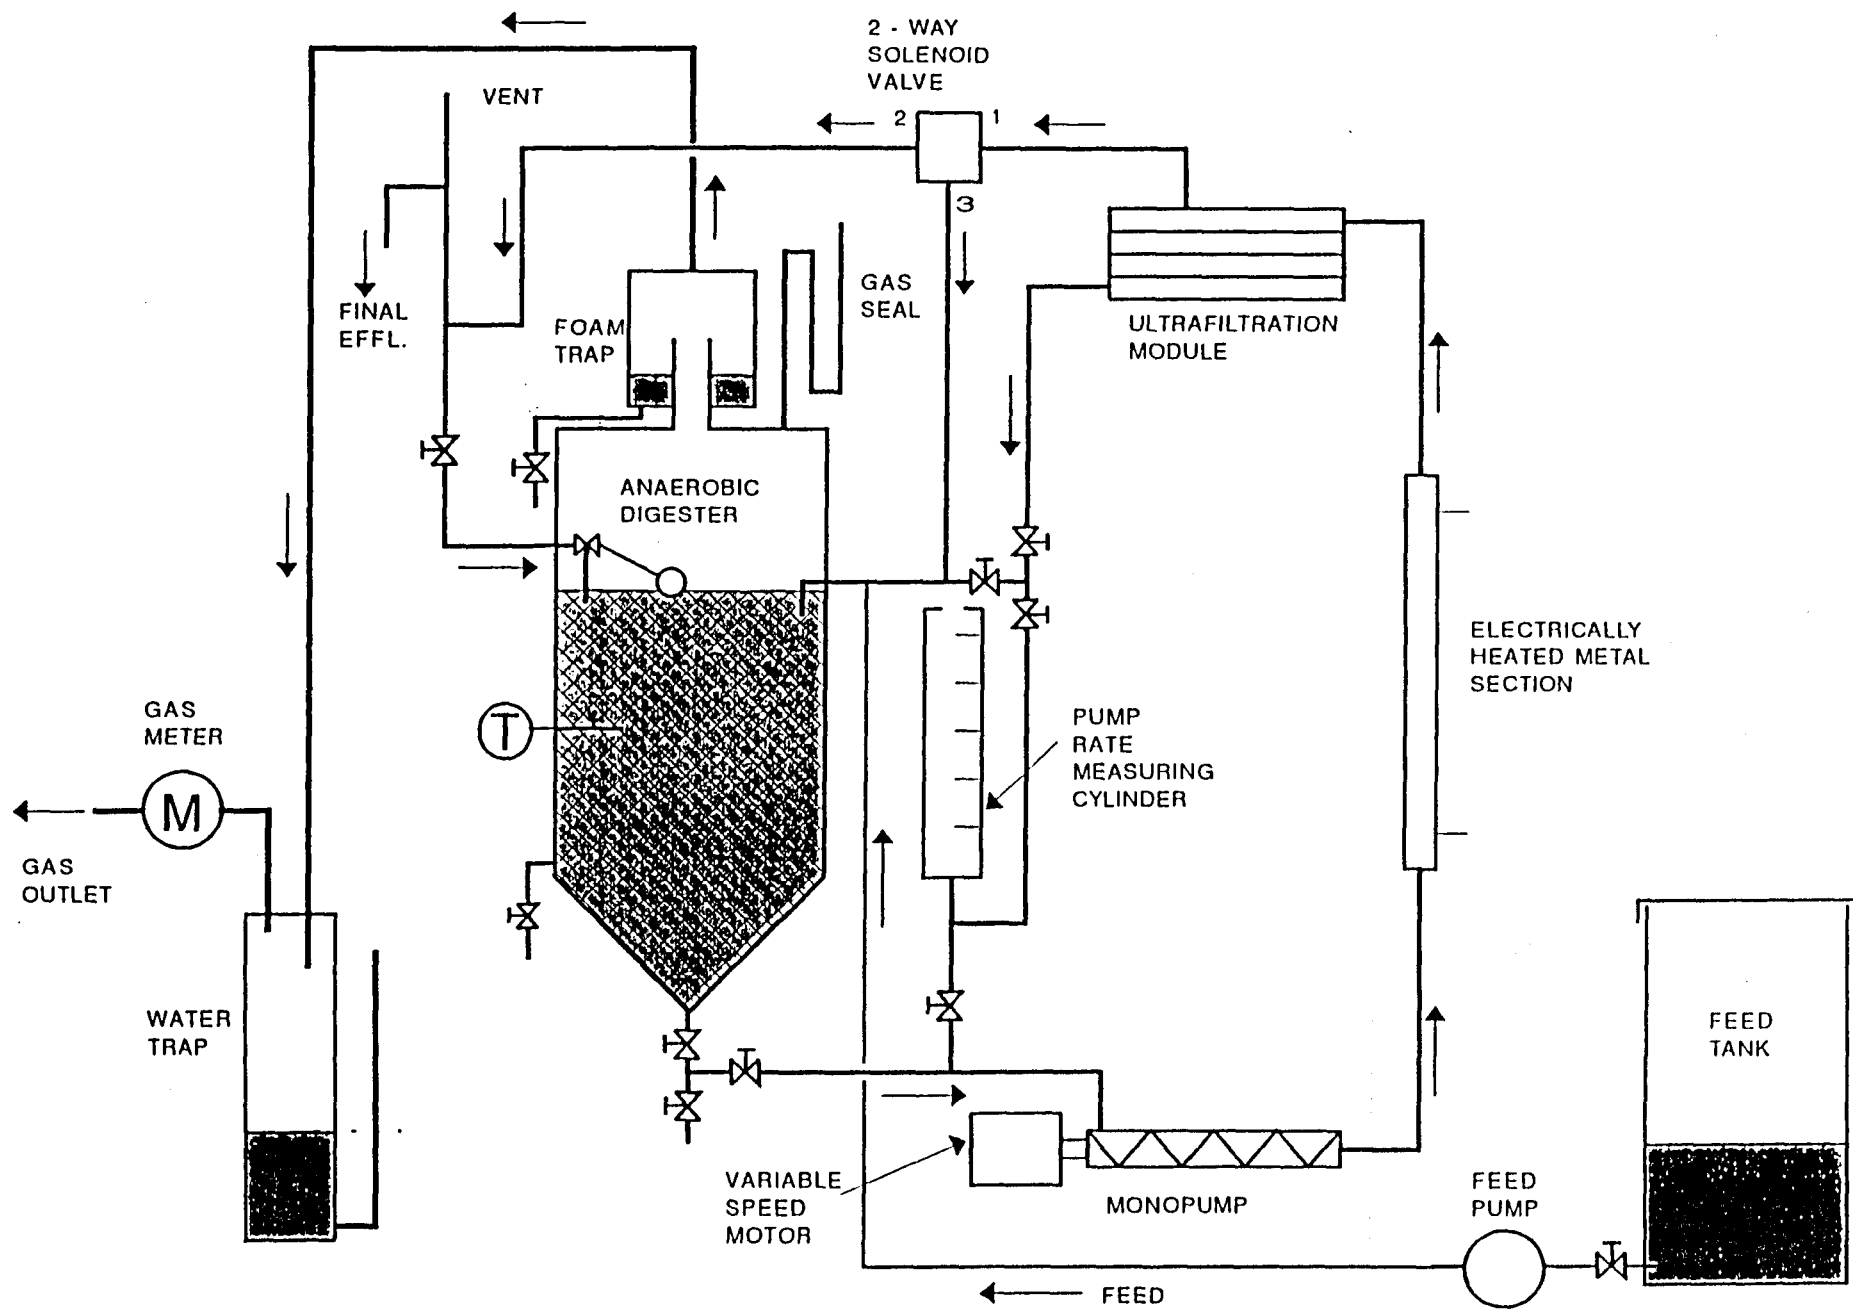 2 - WAY
SOLENOID
VALVE
VENT
2
1
3
GAS
SEAL
FINAL
EFFL.
FOAM
TRAP
ULTRAFILTRATION
MODULE
ANAEROBIC
DIGESTER
ELECTRICALLY
HEATED METAL
SECTION
GAS
METER
T
PUMP
RATE
MEASURING
CYLINDER
M
GAS
OUTLET
WATER
TRAP
FEED
TANK
VARIABLE
SPEED
MOTOR
MONOPUMP
FEED
PUMP
FEED